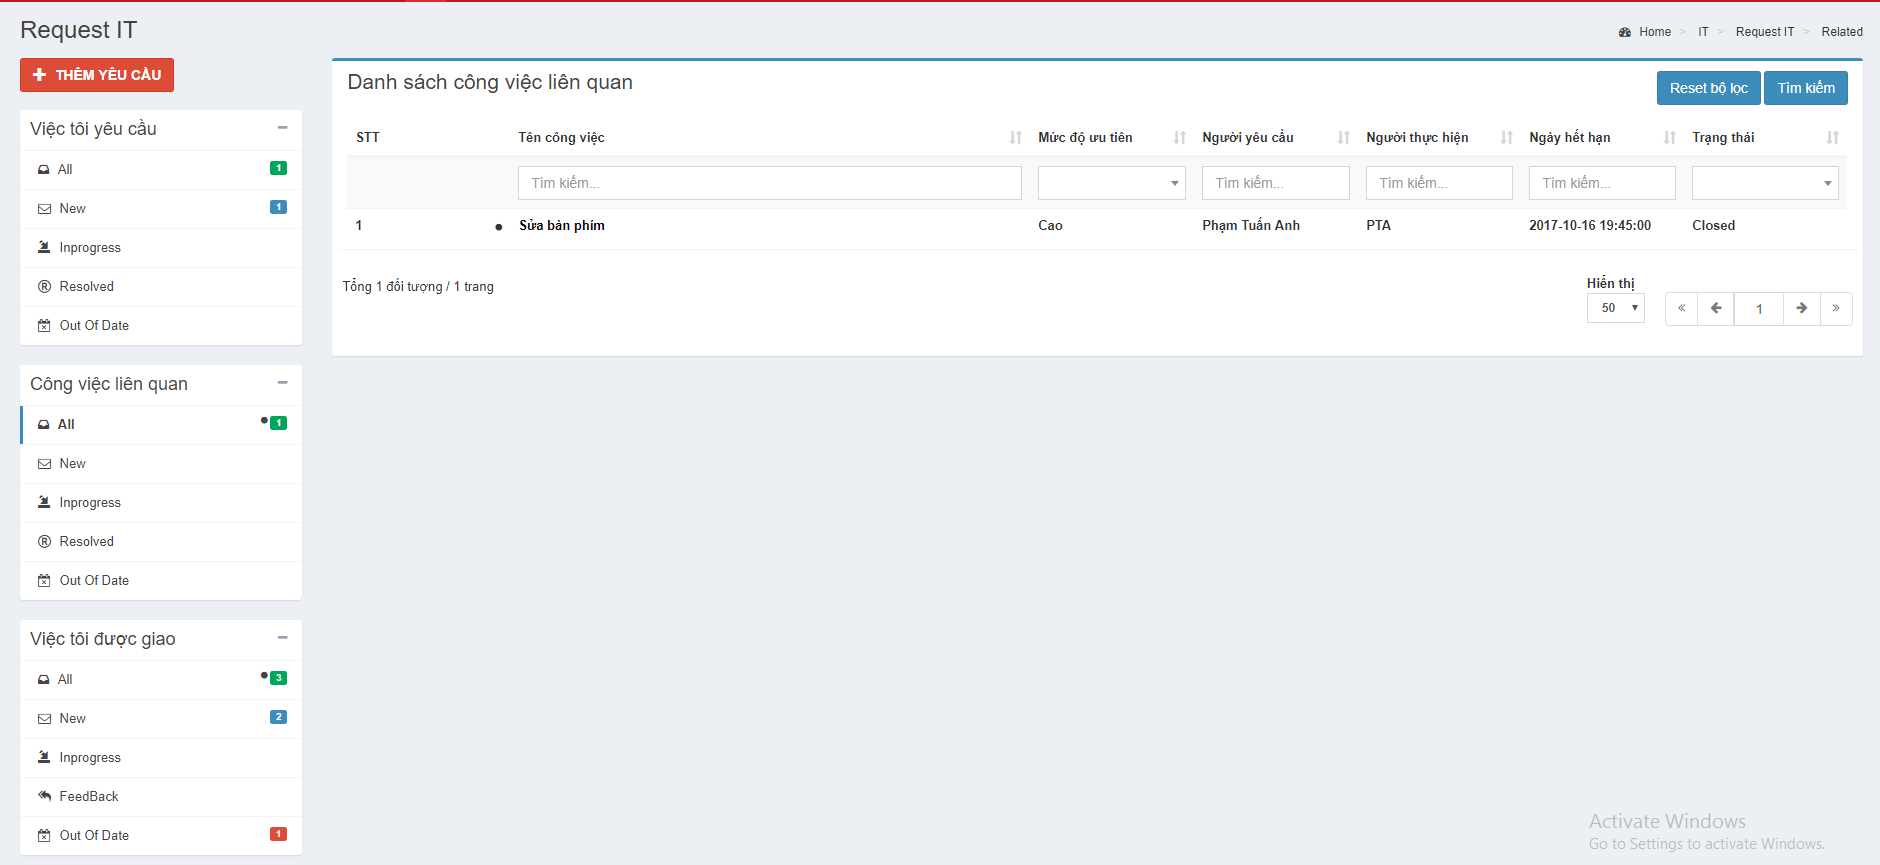 Request IT
Home > IT > Request IT > Related
THÊM YÊU CẦU
Việc tôi yêu cầu
All 1
New 1
Inprogress
Resolved
Out Of Date
Công việc liên quan
All 1
New
Inprogress
Resolved
Out Of Date
Việc tôi được giao
All 3
New 2
Inprogress
FeedBack
Out Of Date 1
Danh sách công việc liên quan
Reset bộ lọc Tìm kiếm
STT Tên công việc Mức độ ưu tiên Người yêu cầu Người thực hiện Ngày hết hạn Trạng thái
Tìm kiếm... Tìm kiếm... Tìm kiếm... Tìm kiếm...
1 Sửa bàn phím Cao Phạm Tuấn Anh PTA 2017-10-16 19:45:00 Closed
Tổng 1 đối tượng / 1 trang
Hiển thị
50 « 1 »
Activate Windows
Go to Settings to activate Windows.